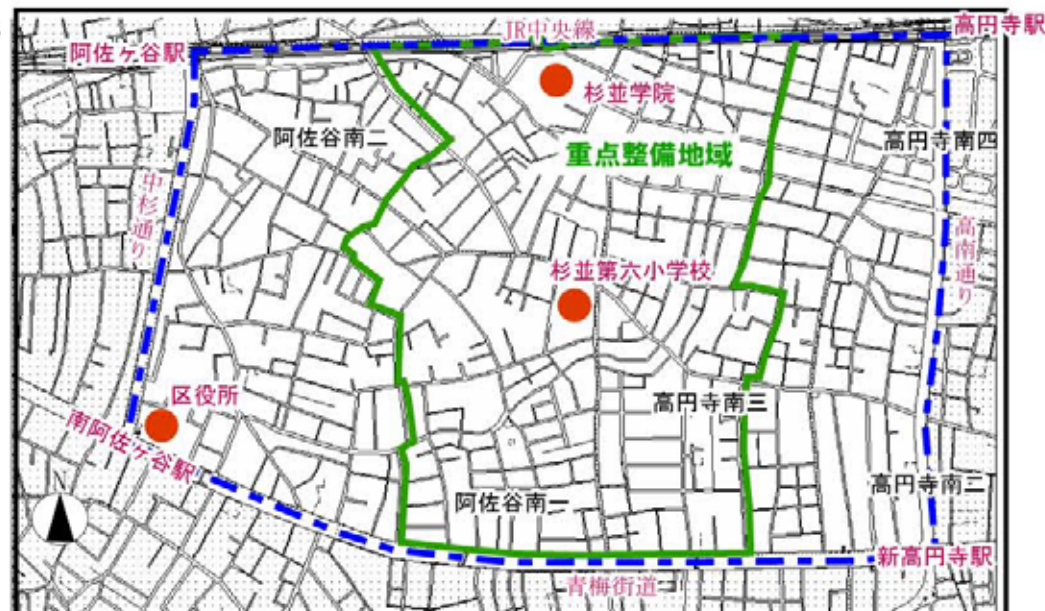 JR中央線
高円寺駅
阿佐ヶ谷駅
杉並学院
阿佐谷南二
重点整備地域
高円寺南四
中杉通り
高南通り
杉並第六小学校
区役所
高円寺南三
南阿佐ヶ谷駅
N
阿佐谷南一
高円寺南二
新高円寺駅
青梅街道